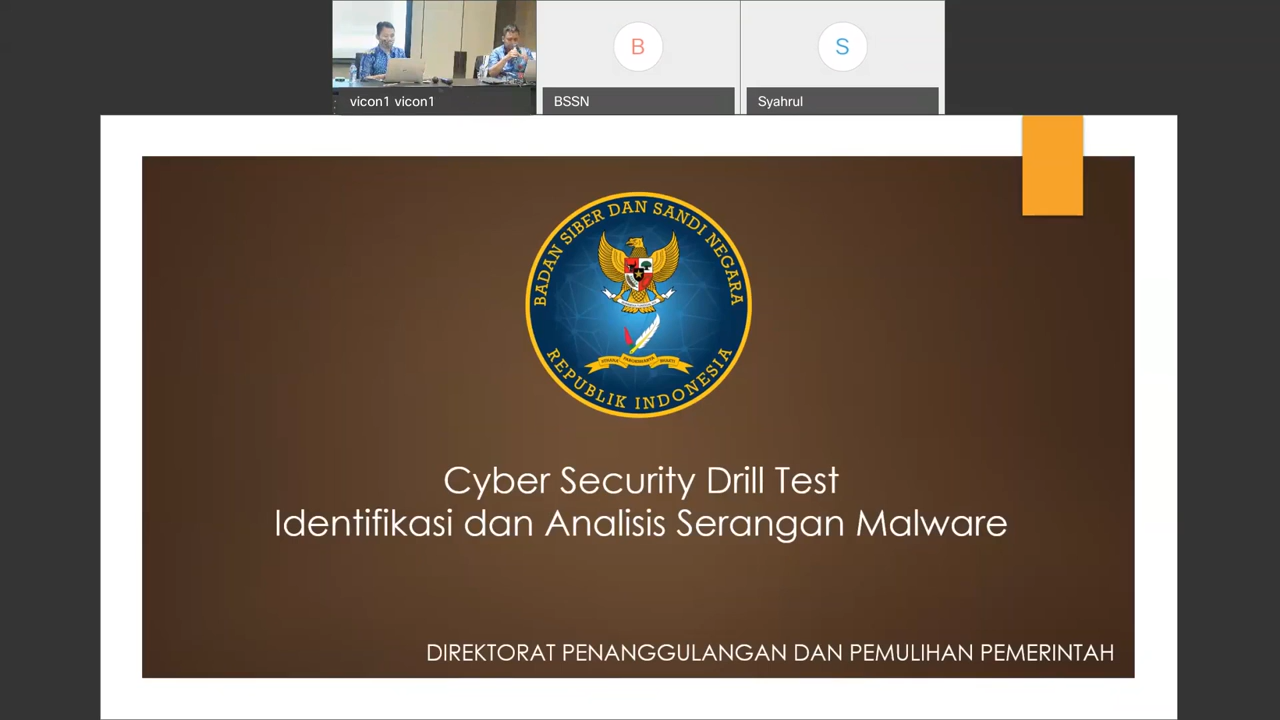 vicon1 vicon1
B
BSSN
S
Syahrul
BADAN SIBER DAN SANDI NEGARA
REPUBLIK INDONESIA
Cyber Security Drill Test
Identifikasi dan Analisis Serangan Malware
DIREKTORAT PENANGGULANGAN DAN PEMULIHAN PEMERINTAH